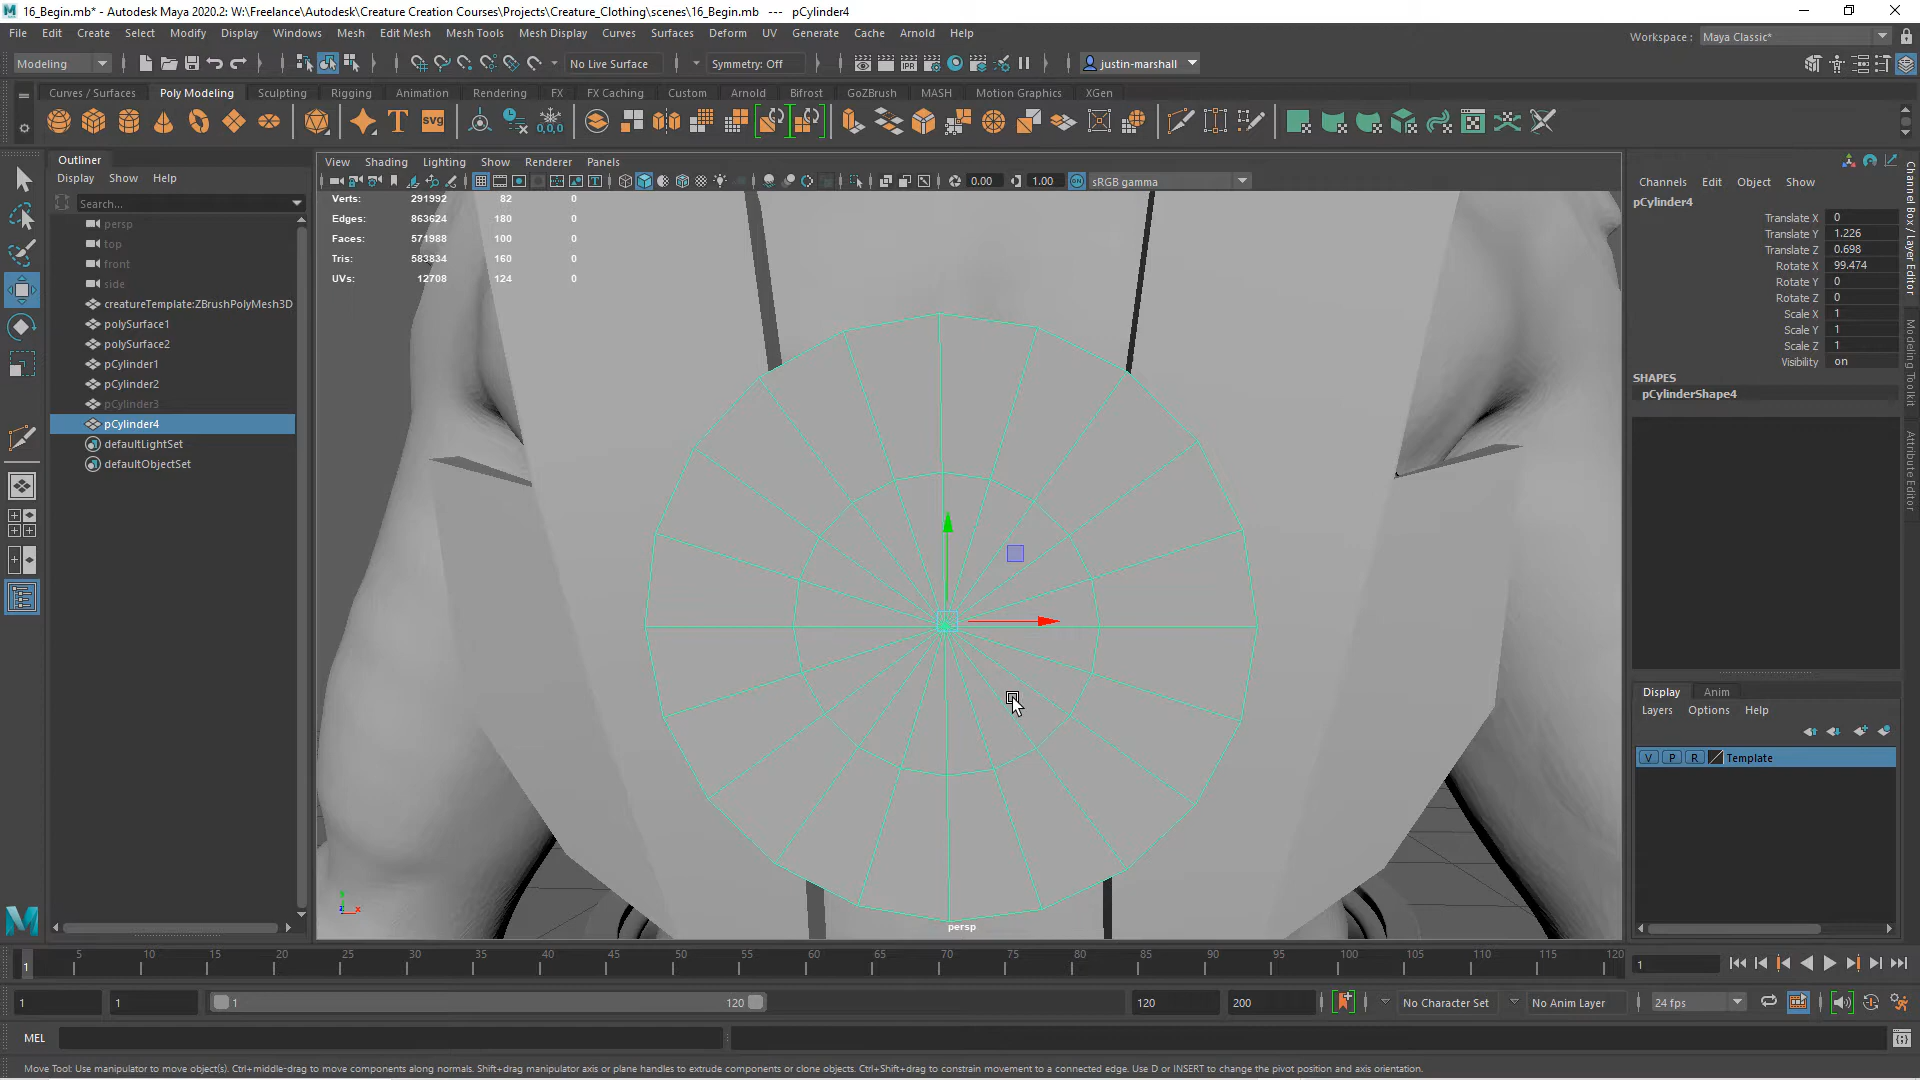 16_Begin.mb* - Autodesk Maya 2020.2: W:\Freelance\Autodesk\Creature Creation Courses\Projects\Creature_Clothing\scenes\16_Begin.mb --- pCylinder4
File Edit Create Select Modify Display Windows Mesh Edit Mesh Mesh Tools Mesh Display Curves Surfaces Deform UV Generate Cache Arnold Help
Workspace: Maya Classic*
Modeling No Live Surface Symmetry: Off justin-marshall
Curves / Surfaces Poly Modeling Sculpting Rigging Animation Rendering FX FX Caching Custom Arnold Bifrost GoZBrush MASH Motion Graphics XGen
Outliner
Display Show Help
Search...
persp
top
front
side
creatureTemplate:ZBrushPolyMesh3D
polySurface1
polySurface2
pCylinder1
pCylinder2
pCylinder3
pCylinder4
defaultLightSet
defaultObjectSet
View Shading Lighting Show Renderer Panels
0.00 1.00 sRGB gamma
Verts: 291992 82 0
Edges: 863624 180 0
Faces: 571988 100 0
Tris: 583834 160 0
UVs: 12708 124 0
persp
Channels Edit Object Show
pCylinder4
Translate X 0
Translate Y 1.226
Translate Z 0.698
Rotate X 99.474
Rotate Y 0
Rotate Z 0
Scale X 1
Scale Y 1
Scale Z 1
Visibility on
SHAPES
pCylinderShape4
Channel Box / Layer Editor
Modeling Toolkit
Attribute Editor
Display Anim
Layers Options Help
V P R Template
1 5 10 15 20 25 30 35 40 45 50 55 60 65 70 75 80 85 90 95 100 105 110 115 120
1
1 1 1 120 120 200 No Character Set No Anim Layer 24 fps
MEL
Move Tool: Use manipulator to move object(s). Ctrl+middle-drag to move components along normals. Shift+drag manipulator axis or plane handles to extrude components or clone objects. Ctrl+Shift+drag to constrain movement to a connected edge. Use D or INSERT to change the pivot position and axis orientation.